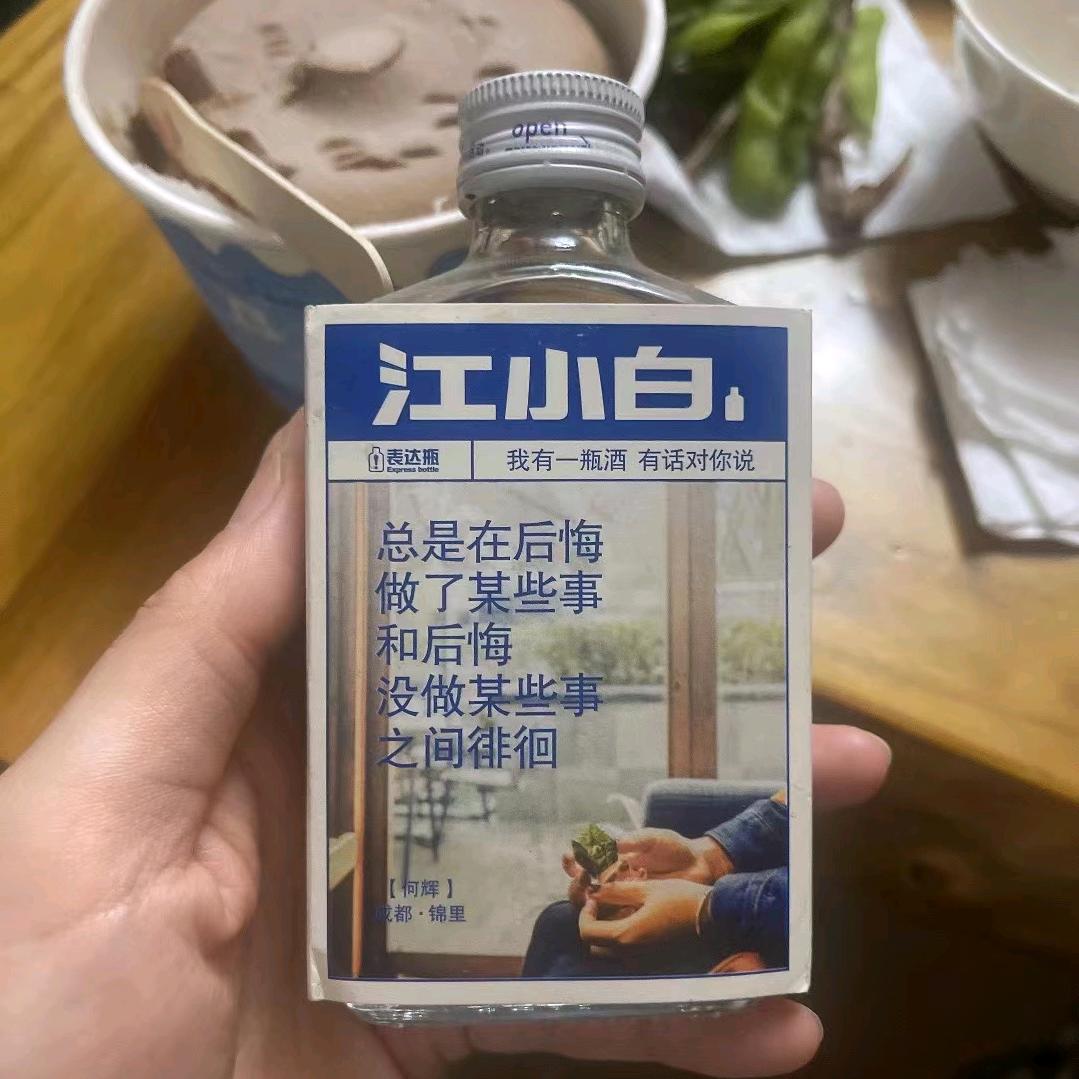 open
江小白
表达瓶
Express bottle
我有一瓶酒 有话对你说
总是在后悔
做了某些事
和后悔
没做某些事
之间徘徊
【何辉】
成都·锦里